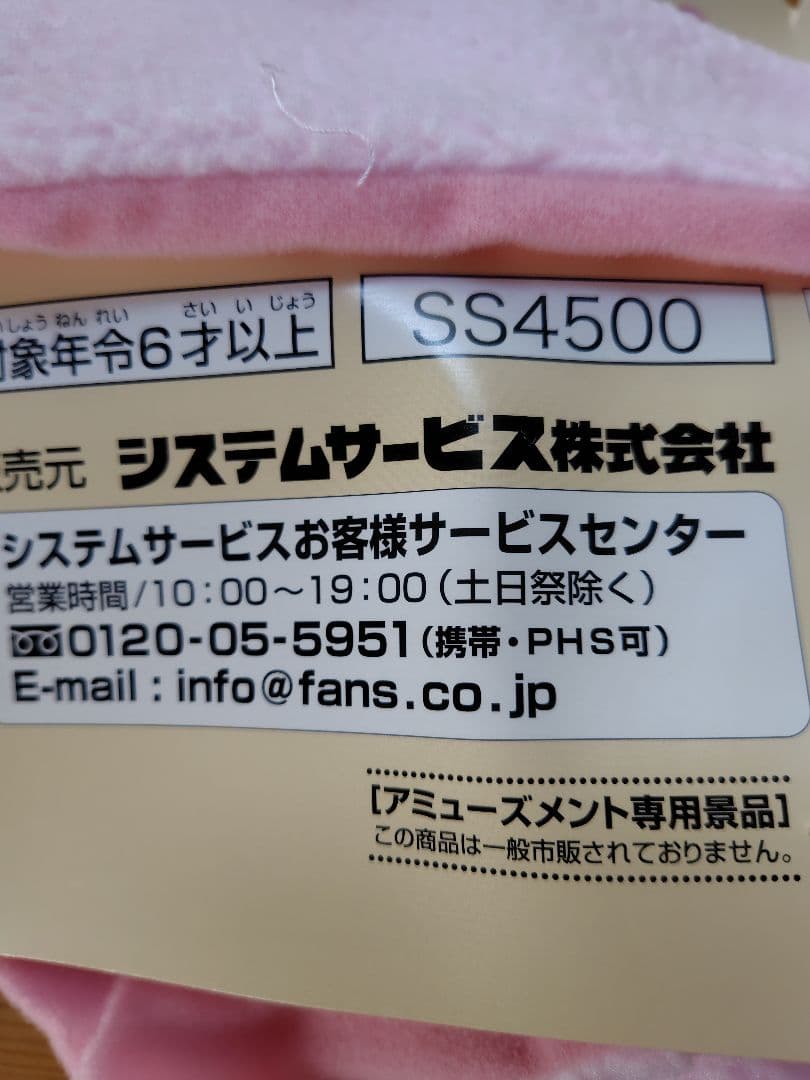 しょう ねん れい さい い じょう
対象年令6才以上
SS4500
売元 システムサービス株式会社
システムサービスお客様サービスセンター
営業時間/10:00〜19:00(土日祭除く)
0120-05-5951(携帯・PHS可)
E-mail : info@fans.co.jp
[アミューズメント専用景品]
この商品は一般市販されておりません。